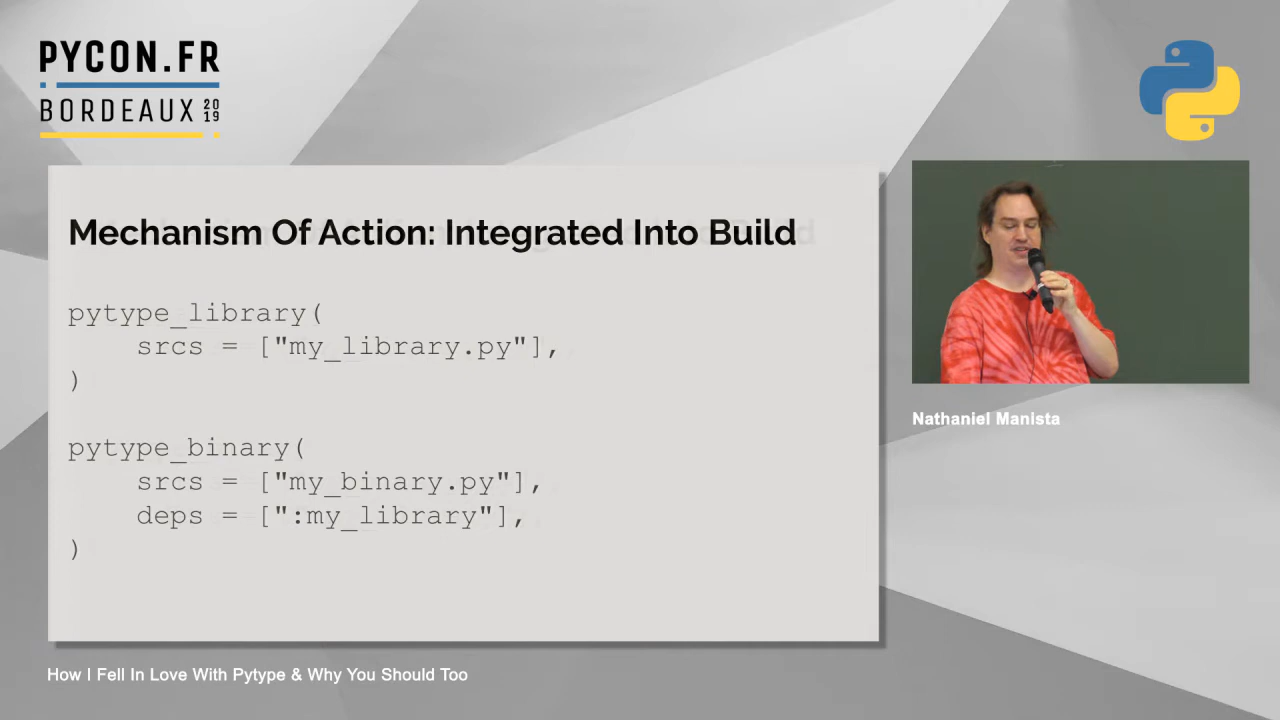 PYCON.FR
BORDEAUX 2019
Mechanism Of Action: Integrated Into Build
pytype_library(
    srcs = ["my_library.py"],
)
pytype_binary(
    srcs = ["my_binary.py"],
    deps = [":my_library"],
)
Nathaniel Manista
How I Fell In Love With Pytype & Why You Should Too